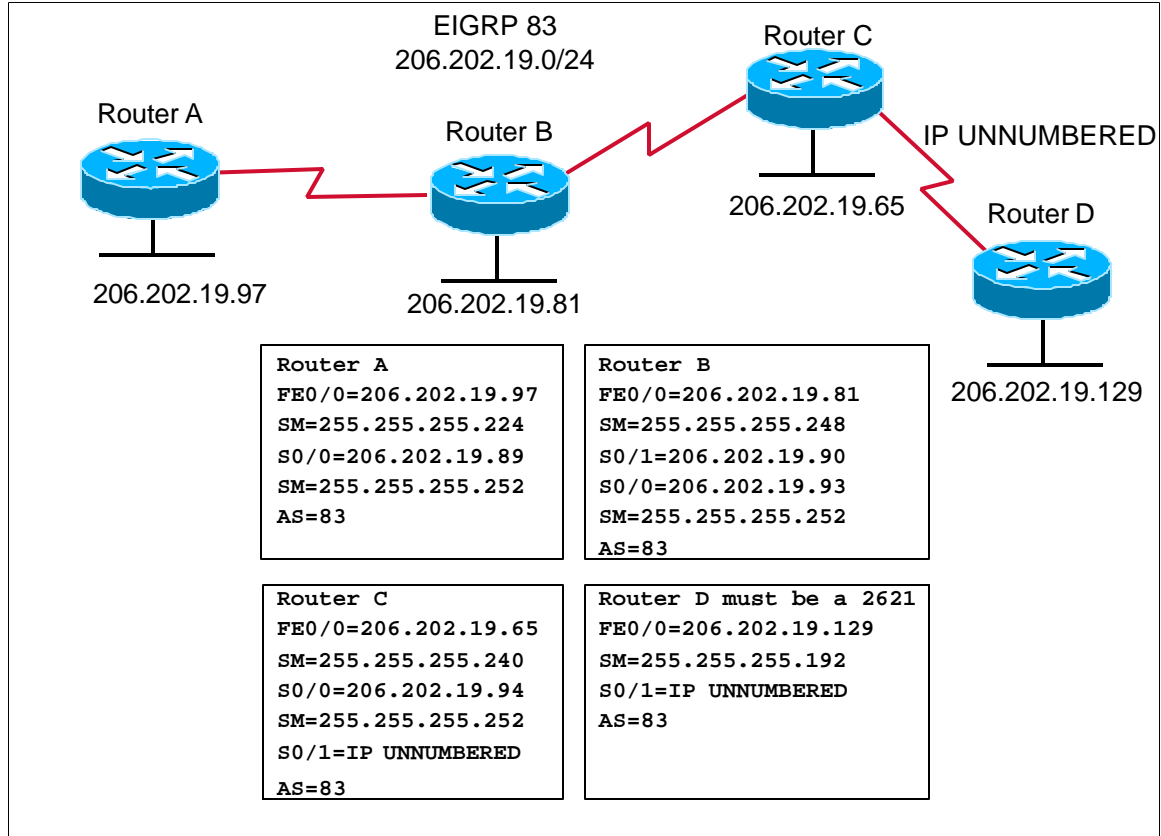 EIGRP 83
206.202.19.0/24
Router C
Router A
Router B
IP UNNUMBERED
206.202.19.65
Router D
206.202.19.97
206.202.19.81
206.202.19.129
Router A
FE0/0=206.202.19.97
SM=255.255.255.224
S0/0=206.202.19.89
SM=255.255.255.252
AS=83
Router B
FE0/0=206.202.19.81
SM=255.255.255.248
S0/1=206.202.19.90
S0/0=206.202.19.93
SM=255.255.255.252
AS=83
Router C
FE0/0=206.202.19.65
SM=255.255.255.240
S0/0=206.202.19.94
SM=255.255.255.252
S0/1=IP UNNUMBERED
AS=83
Router D must be a 2621
FE0/0=206.202.19.129
SM=255.255.255.192
S0/1=IP UNNUMBERED
AS=83